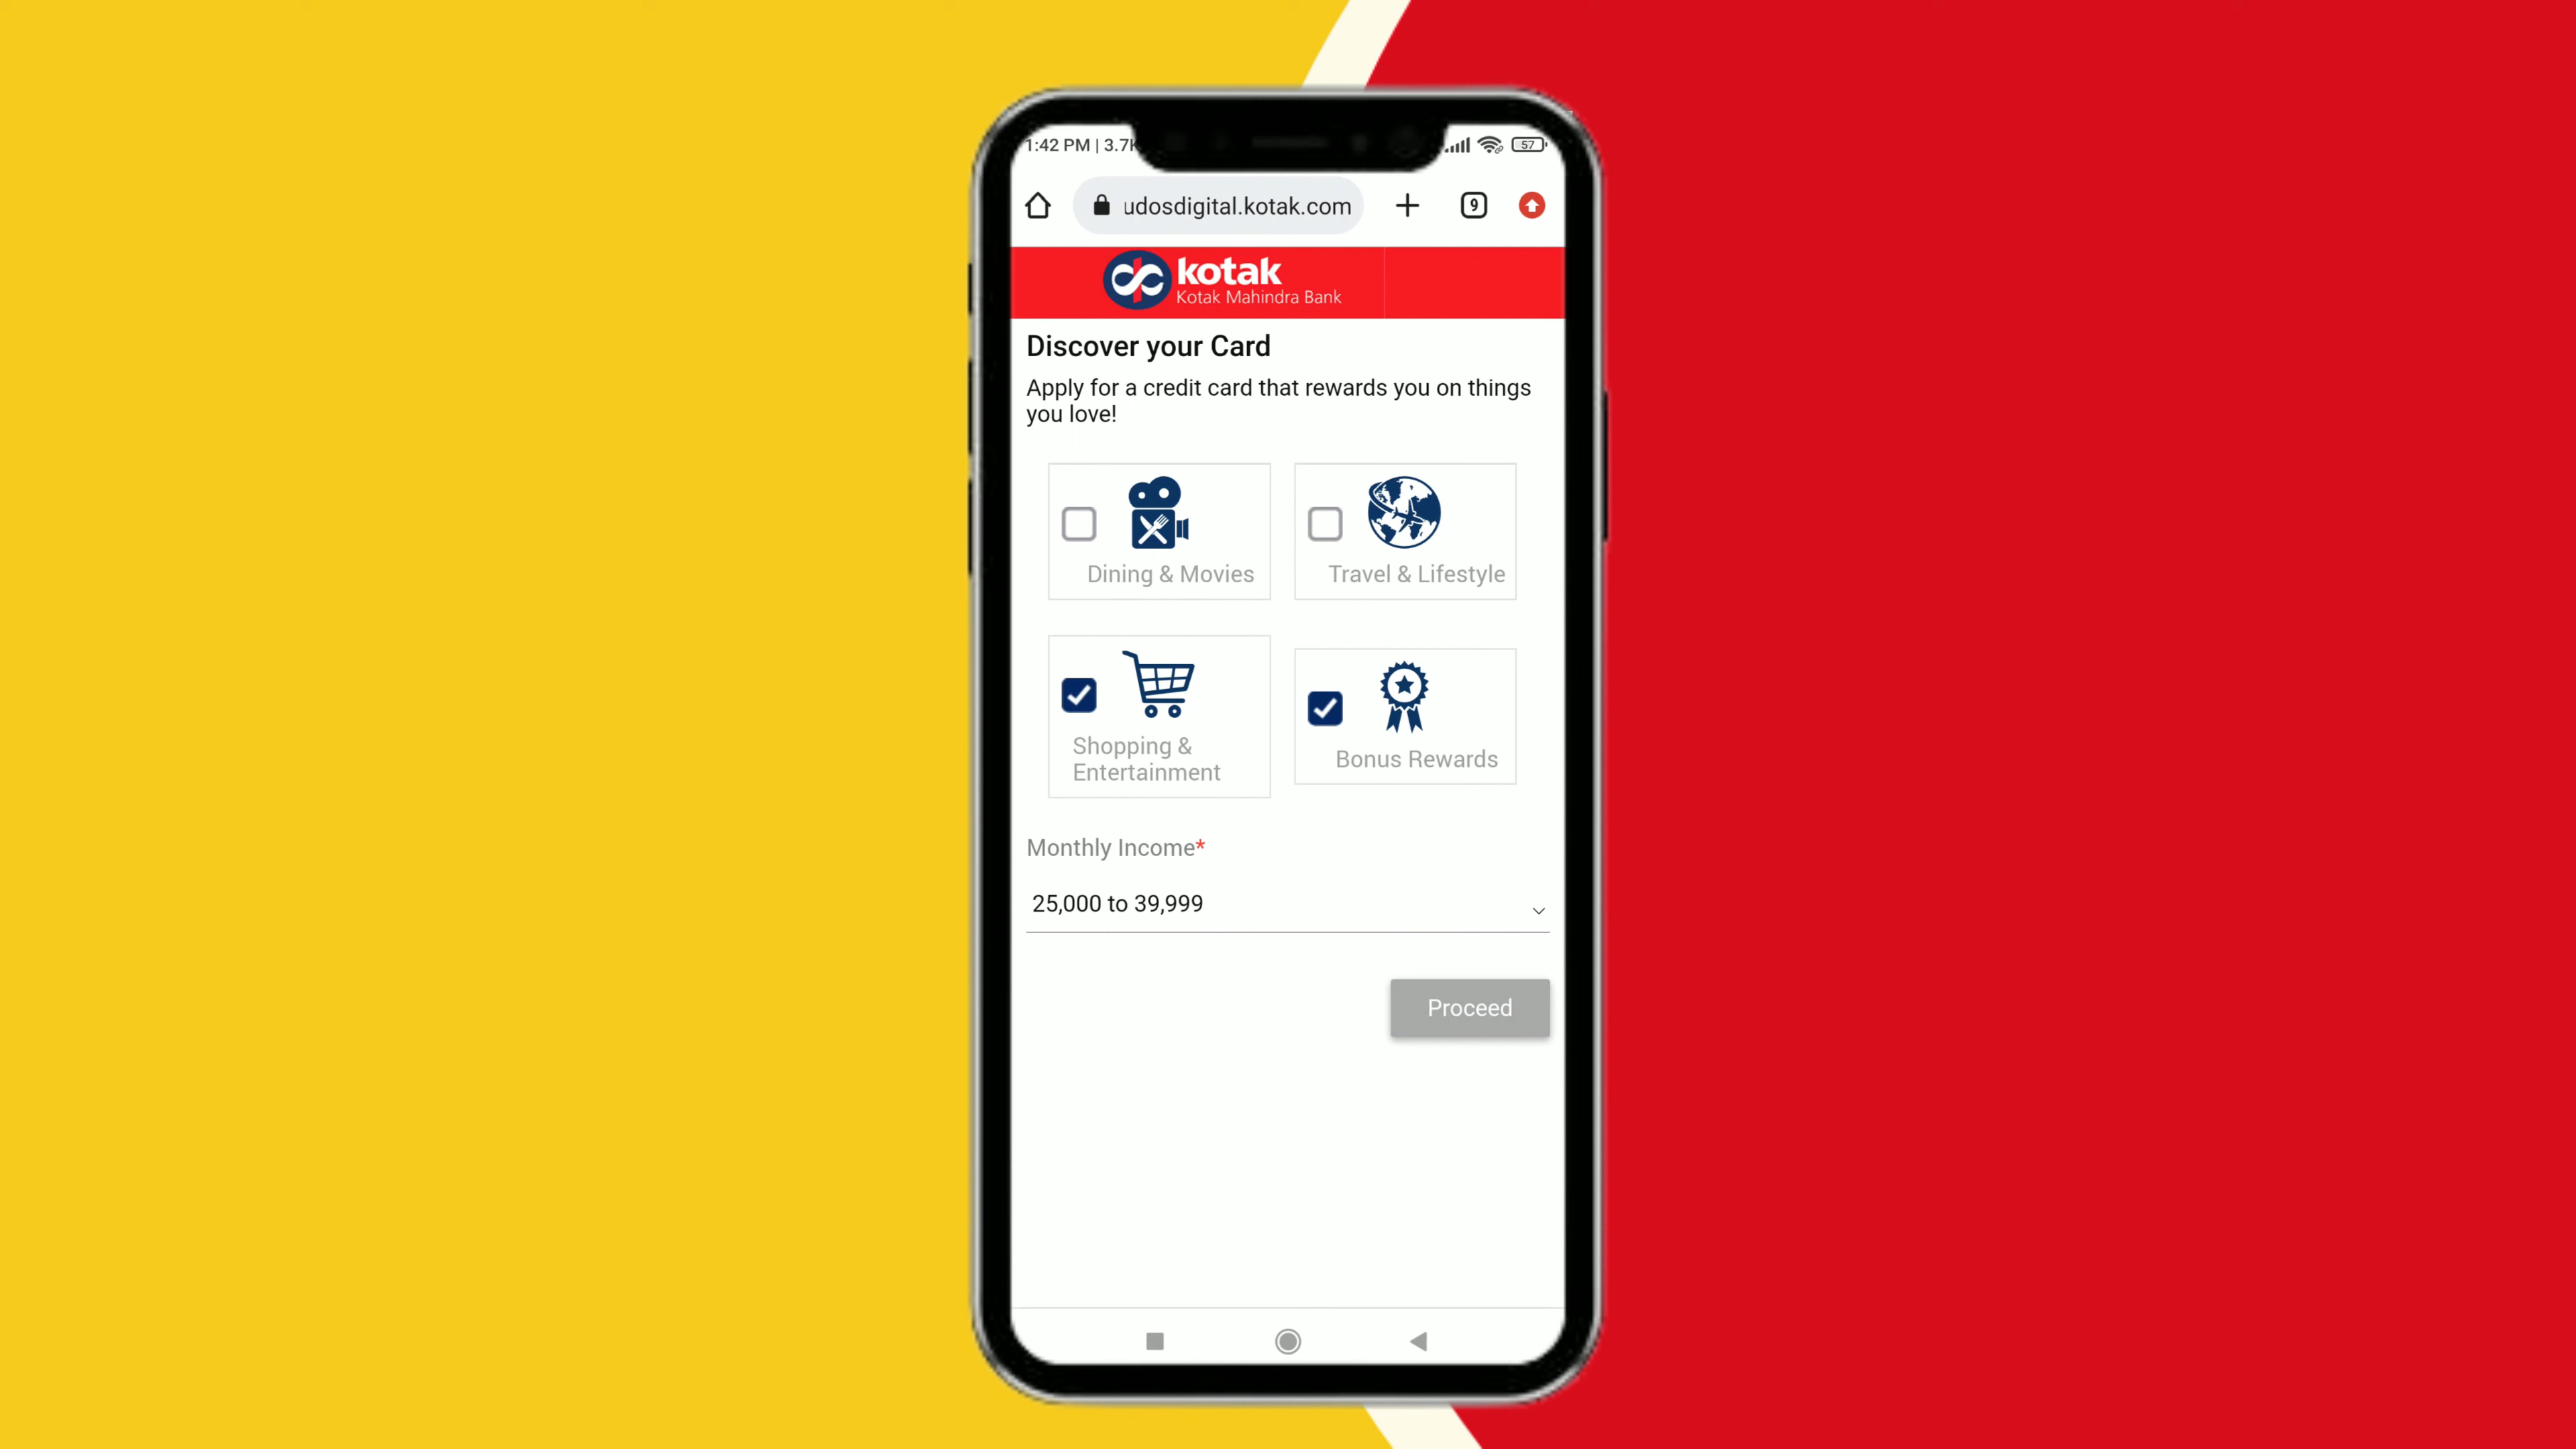 1:42 PM | 3.7K
57
udosdigital.kotak.com
9
kotak
Kotak Mahindra Bank
Discover your Card
Apply for a credit card that rewards you on things
you love!
Dining & Movies
Travel & Lifestyle
Shopping &
Entertainment
Bonus Rewards
Monthly Income*
25,000 to 39,999
Proceed